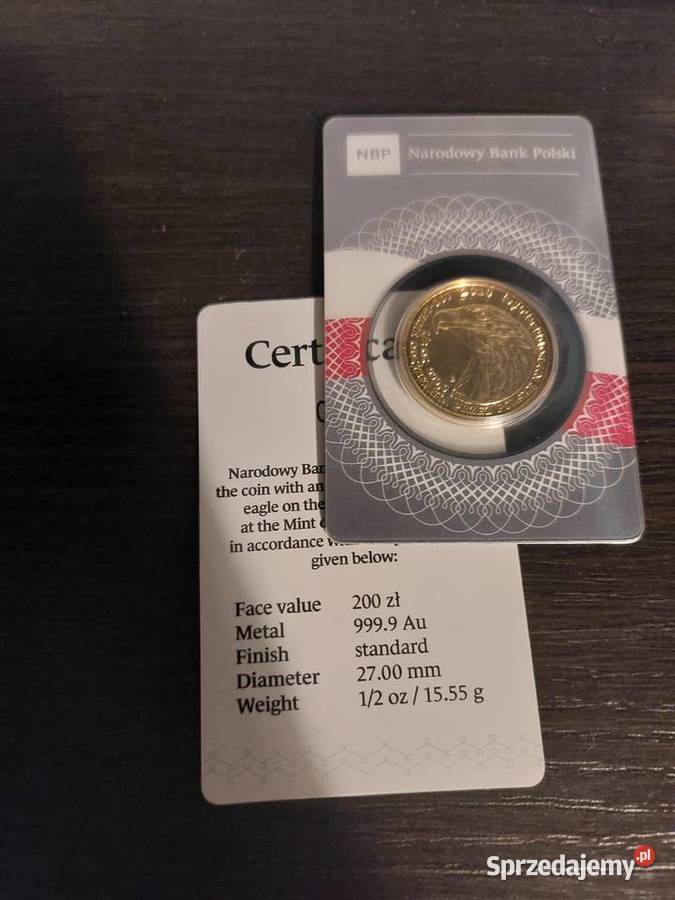 NBP Narodowy Bank Polski
Cert ca
Narodowy Ban
the coin with an
eagle on the
at the Mint
in accordance
given below:
Face value 200 zł
Metal 999.9 Au
Finish standard
Diameter 27.00 mm
Weight 1/2 oz / 15.55 g
Sprzedajemy.pl